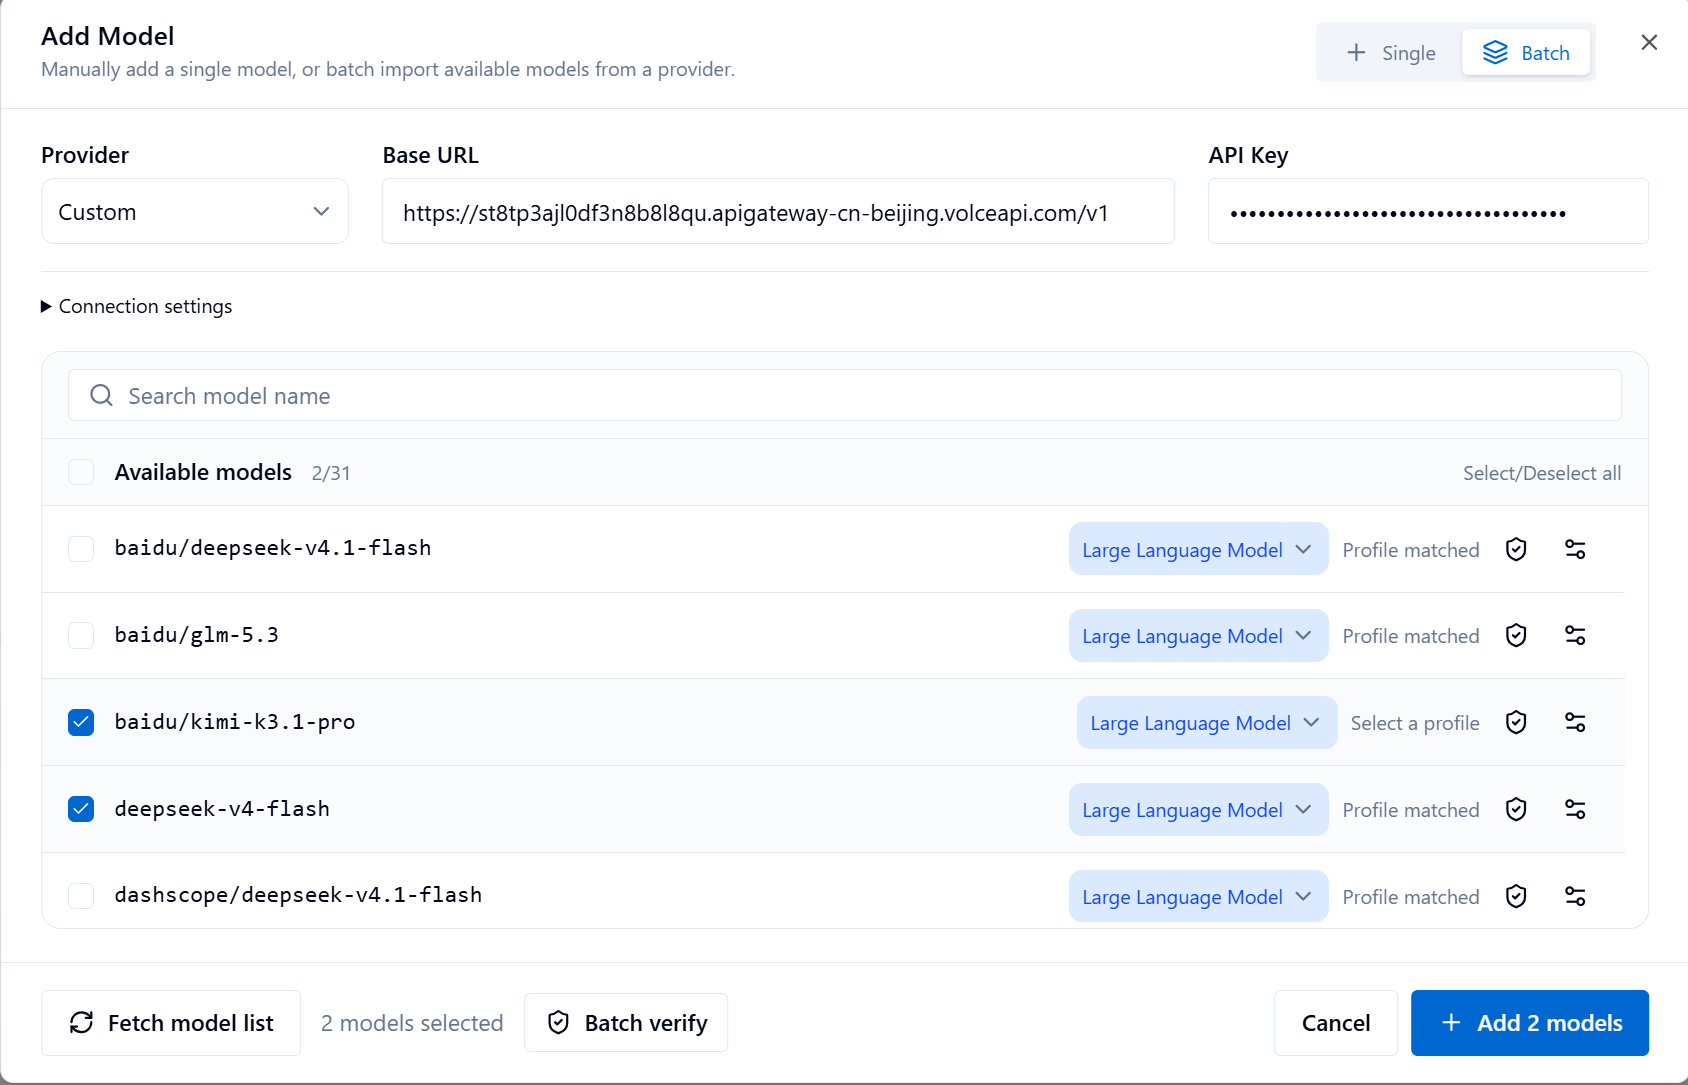 Add Model
Manually add a single model, or batch import available models from a provider.
Single
Batch
Provider
Base URL
API Key
Custom
https://st8tp3ajl0df3n8b8l8qu.apigateway-cn-beijing.volceapi.com/v1
••••••••••••••••••••••••••••••••••••
Connection settings
Search model name
Available models 2/31
Select/Deselect all
baidu/deepseek-v4.1-flash Large Language Model Profile matched
baidu/glm-5.3 Large Language Model Profile matched
baidu/kimi-k3.1-pro Large Language Model Select a profile
deepseek-v4-flash Large Language Model Profile matched
dashscope/deepseek-v4.1-flash Large Language Model Profile matched
Fetch model list
2 models selected
Batch verify
Cancel
Add 2 models